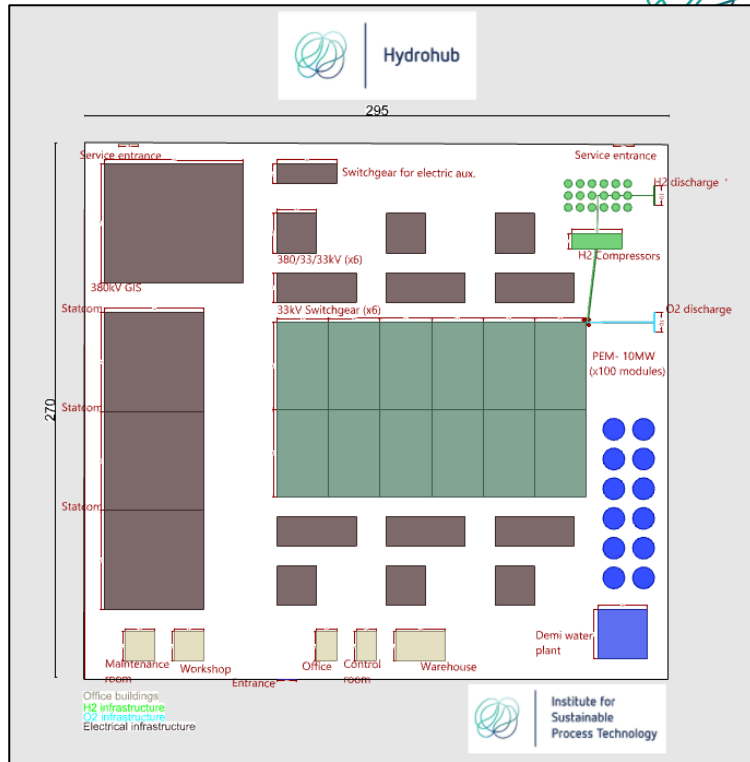 Hydrohub
295
Service entrance
Service entrance
Switchgear for electric aux.
H2 discharge
380/33/33kV (x6)
H2 Compressors
380kV GIS
Statcom
33kV Switchgear (x6)
O2 discharge
PEM- 10MW
(x100 modules)
270
Statcom
Statcom
Demi water
plant
Maintenance
room
Workshop
Office
Control
room
Warehouse
Entrance
Office buildings
H2 infrastructure
O2 infrastructure
Electrical infrastructure
Institute for
Sustainable
Process Technology